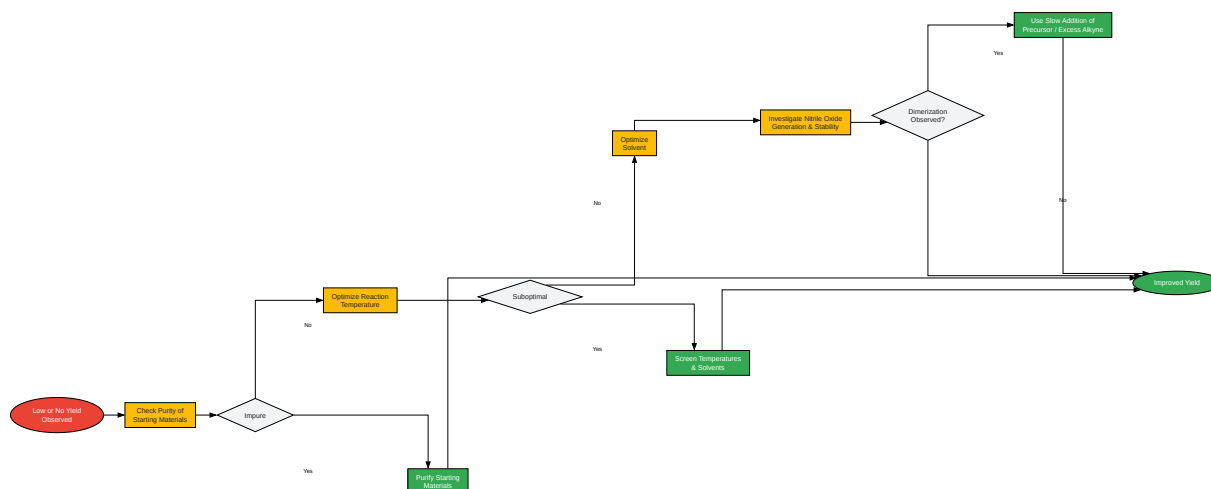 Use Slow Addition of
Precursor / Excess Alkyne
Yes
Dimerization
Observed?
Investigate Nitrile Oxide
Generation & Stability
Optimize
Solvent
No
No
Improved Yield
Suboptimal
Optimize Reaction
Temperature
No
Yes
Screen Temperatures
& Solvents
Low or No Yield
Observed
Check Purity of
Starting Materials
Impure
Yes
Purify Starting
Materials